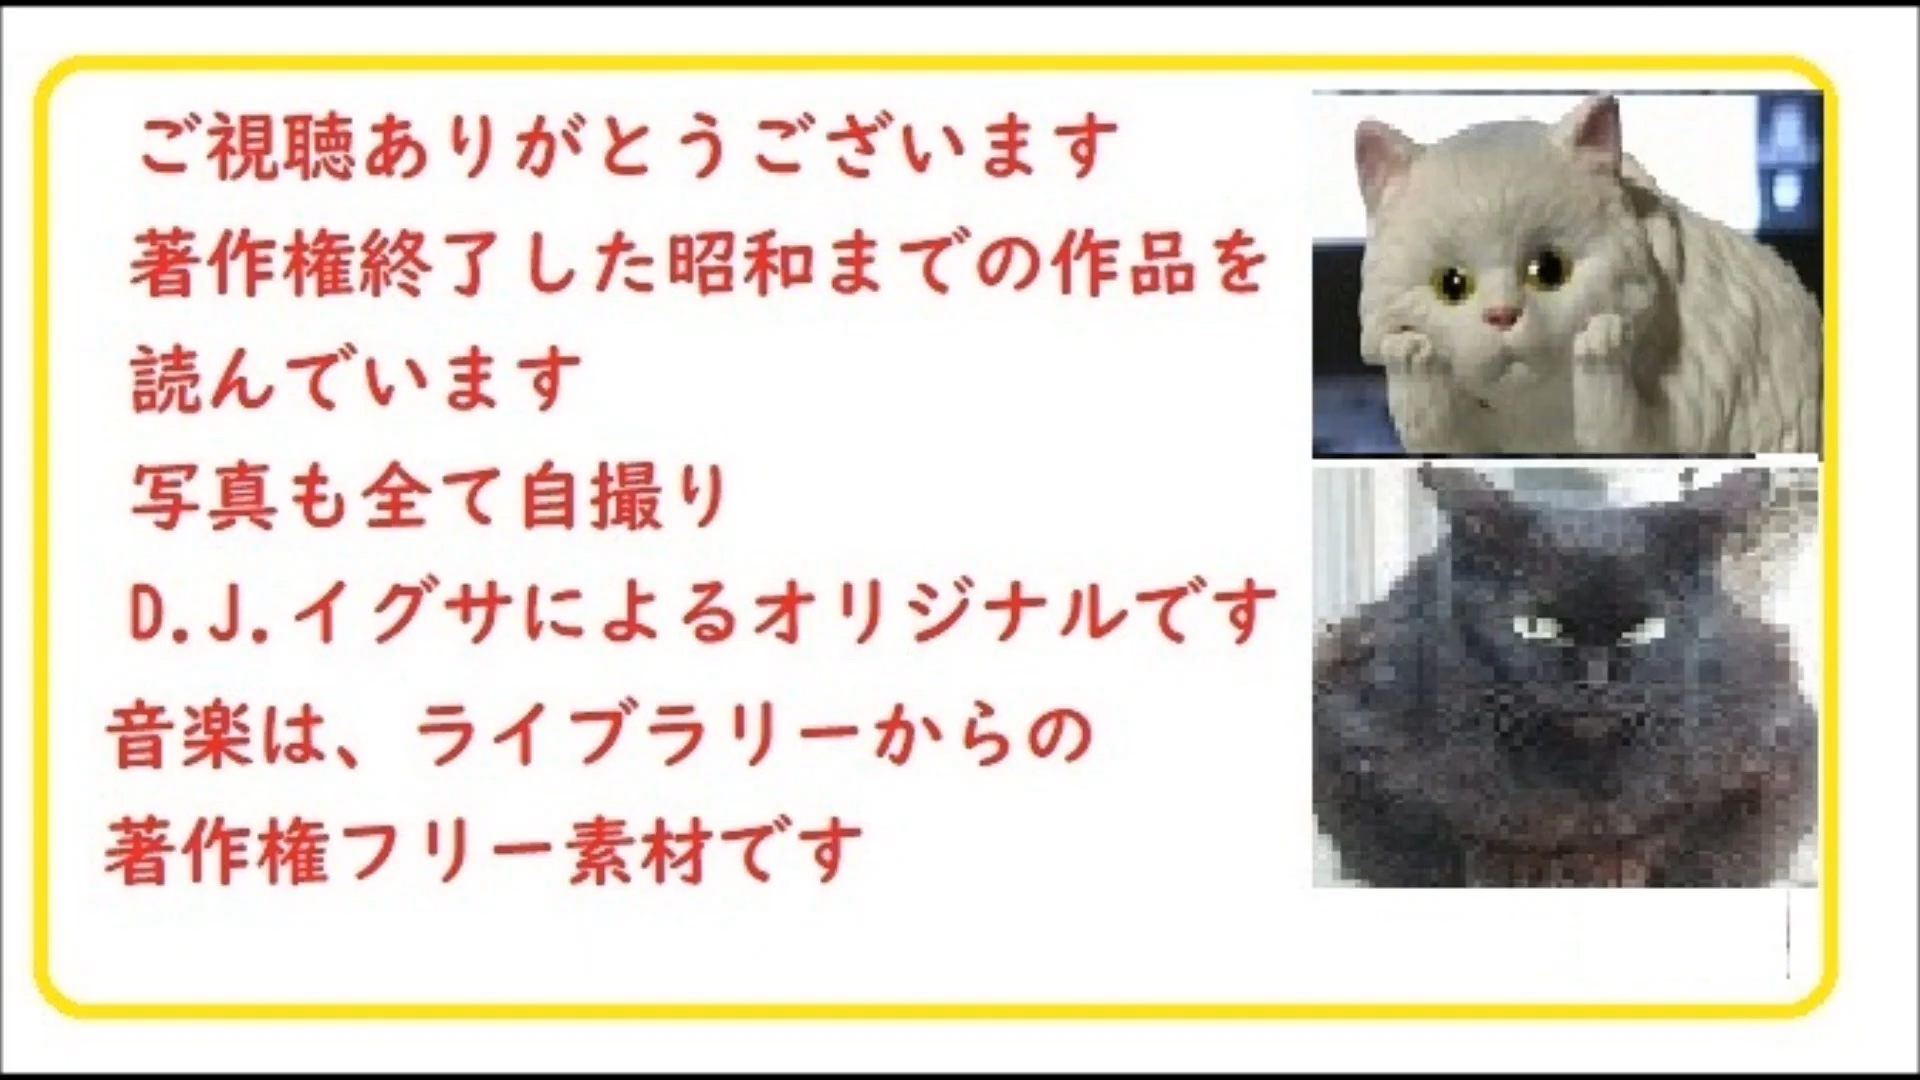 ご視聴ありがとうございます
著作権終了した昭和までの作品を
読んでいます
写真も全て自撮り
D.J.イグサによるオリジナルです
音楽は、ライブラリーからの
著作権フリー素材です